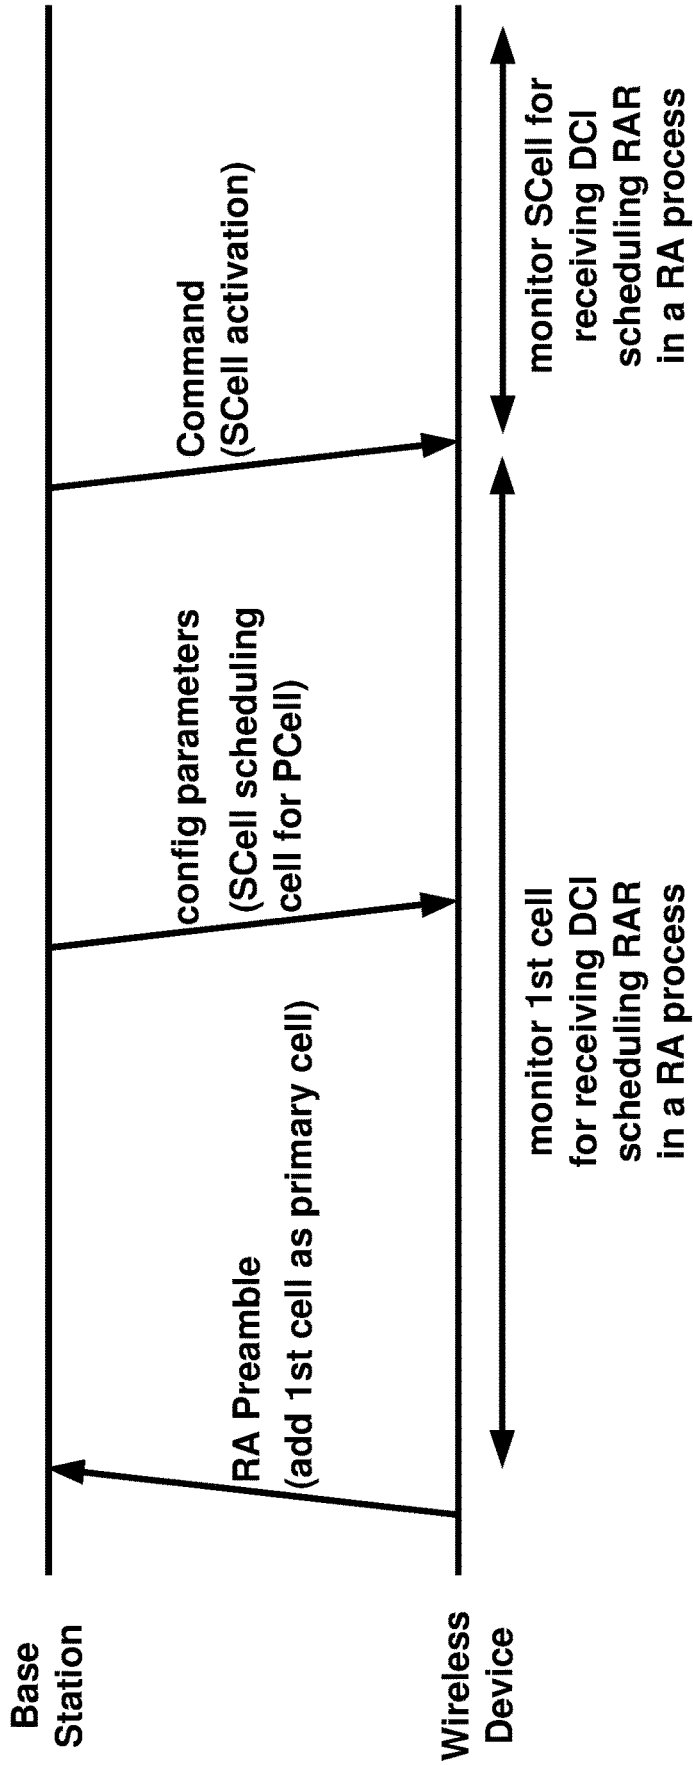 Base
Station
RA Preamble
(add 1st cell as primary cell)
config parameters
(SCell scheduling
cell for PCell)
Command
(SCell activation)
Wireless
Device
monitor 1st cell
for receiving DCI
scheduling RAR
in a RA process
monitor SCell for
receiving DCI
scheduling RAR
in a RA process